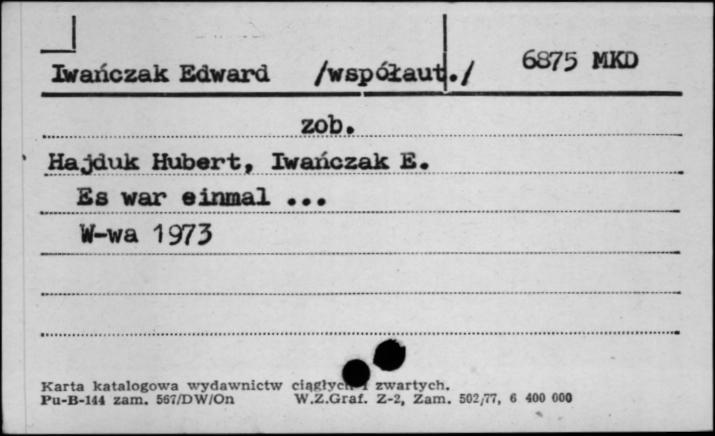 Iwańczak Edward /współaut./ 6875 MKD
zob.
Hajduk Hubert, Iwańczak E.
Es war einmal ...
W-wa 1973
Karta katalogowa wydawnictw ciągłych i zwartych.
Pu-B-144 zam. 567/DW/On W.Z.Graf. Z-2, Zam. 502/77, 6 400 000